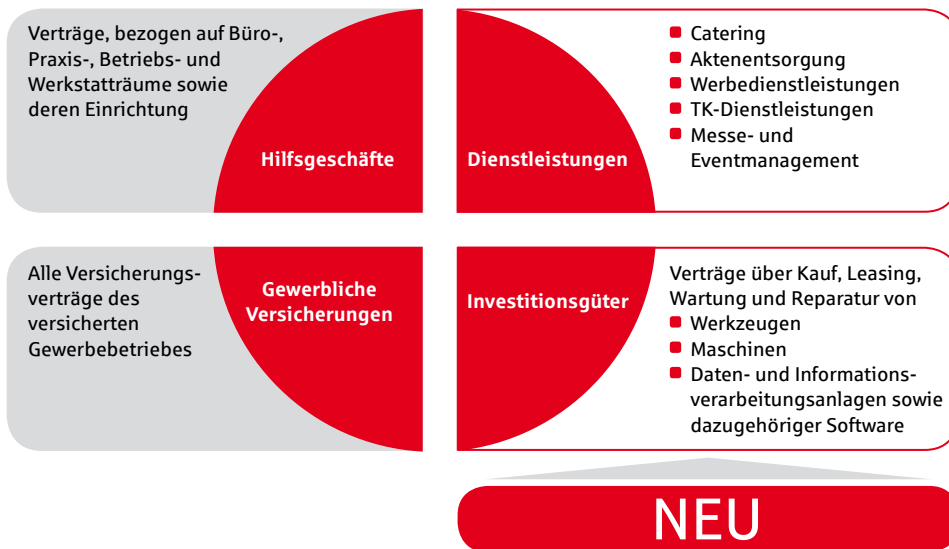 Verträge, bezogen auf Büro-,
Praxis-, Betriebs- und
Werkstatträume sowie
deren Einrichtung
Hilfsgeschäfte
Dienstleistungen
Catering
Aktenentsorgung
Werbedienstleistungen
TK-Dienstleistungen
Messe- und
Eventmanagement
Alle Versicherungs-
verträge des
versicherten
Gewerbebetriebes
Gewerbliche
Versicherungen
Investitionsgüter
Verträge über Kauf, Leasing,
Wartung und Reparatur von
Werkzeugen
Maschinen
Daten- und Informations-
verarbeitungsanlagen sowie
dazugehöriger Software
NEU